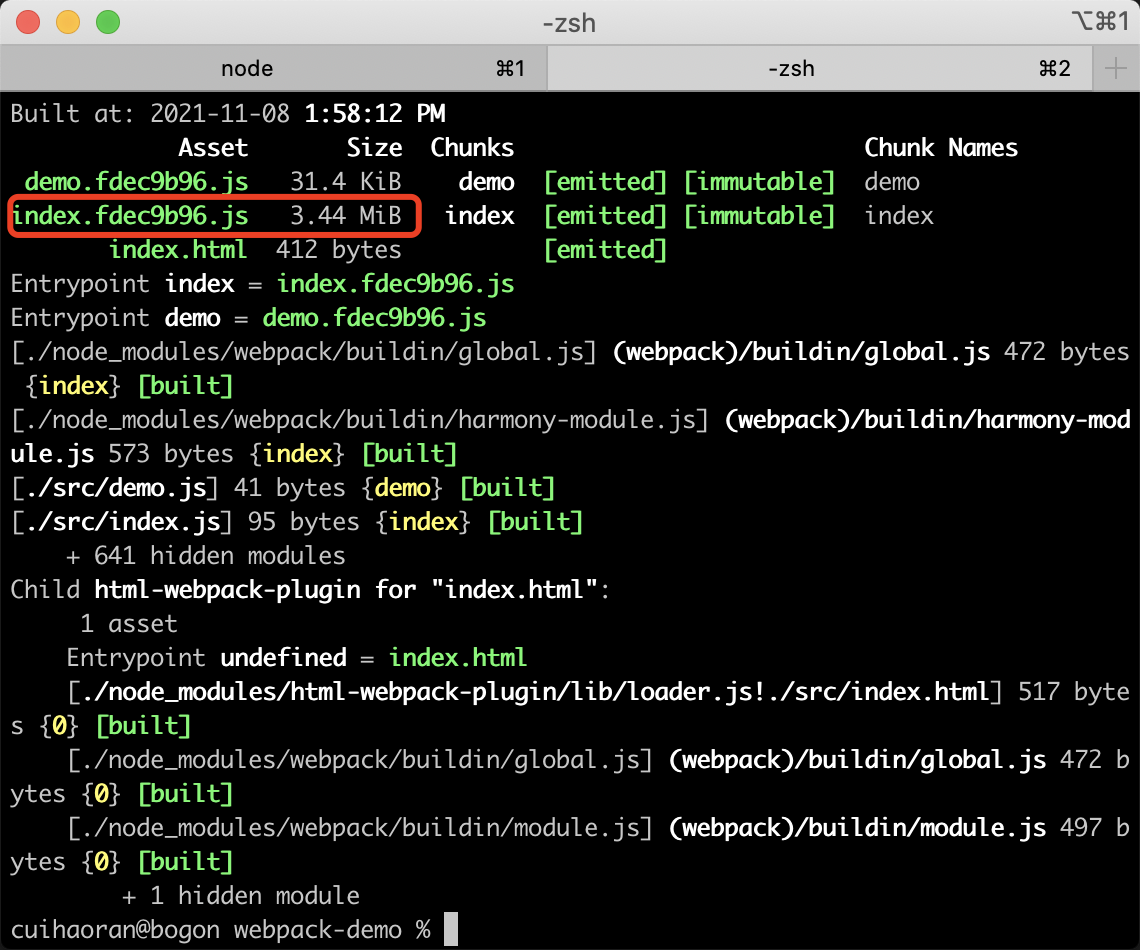 -zsh
⌥⌘1
node ⌘1 -zsh ⌘2 +
Built at: 2021-11-08 1:58:12 PM
Asset Size Chunks Chunk Names
demo.fdec9b96.js 31.4 KiB demo [emitted] [immutable] demo
index.fdec9b96.js 3.44 MiB index [emitted] [immutable] index
index.html 412 bytes [emitted]
Entrypoint index = index.fdec9b96.js
Entrypoint demo = demo.fdec9b96.js
[./node_modules/webpack/buildin/global.js] (webpack)/buildin/global.js 472 bytes
{index} [built]
[./node_modules/webpack/buildin/harmony-module.js] (webpack)/buildin/harmony-mod
ule.js 573 bytes {index} [built]
[./src/demo.js] 41 bytes {demo} [built]
[./src/index.js] 95 bytes {index} [built]
+ 641 hidden modules
Child html-webpack-plugin for "index.html":
1 asset
Entrypoint undefined = index.html
[./node_modules/html-webpack-plugin/lib/loader.js!./src/index.html] 517 byte
s {0} [built]
[./node_modules/webpack/buildin/global.js] (webpack)/buildin/global.js 472 b
ytes {0} [built]
[./node_modules/webpack/buildin/module.js] (webpack)/buildin/module.js 497 b
ytes {0} [built]
+ 1 hidden module
cuihaoran@bogon webpack-demo %